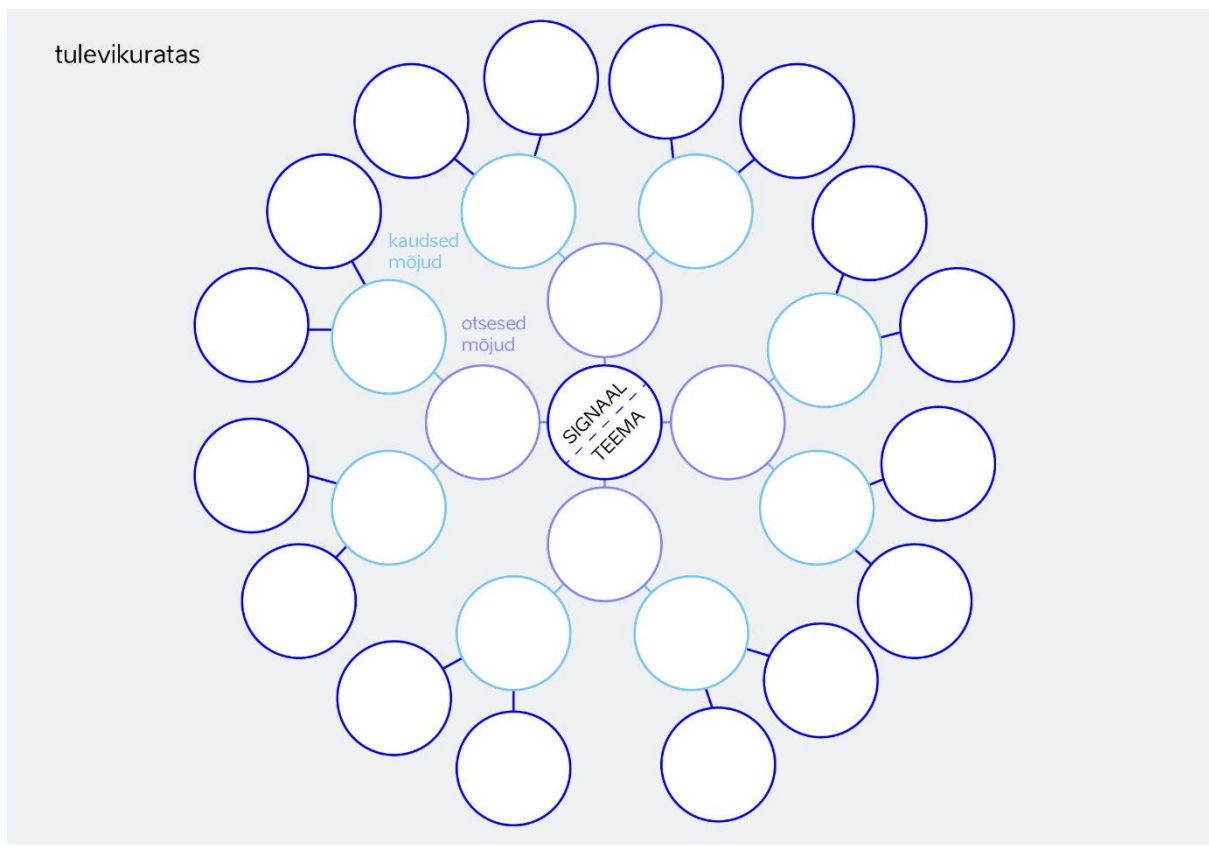 tulevikuratas
kaudsed
mõjud
otsesed
mõjud
SIGNAAL
TEEMA